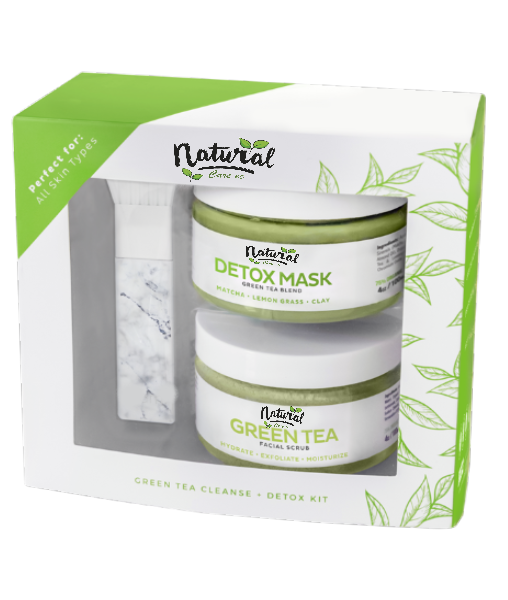 Perfect for:
All Skin Types
Natural
Care
Natural
DETOX MASK
GREEN TEA BLEND
MATCHA • LEMON GRASS • CLAY
4oz
Natural
GREEN TEA
FACIAL SCRUB
HYDRATE • EXFOLIATE • MOISTURIZE
GREEN TEA CLEANSE + DETOX KIT